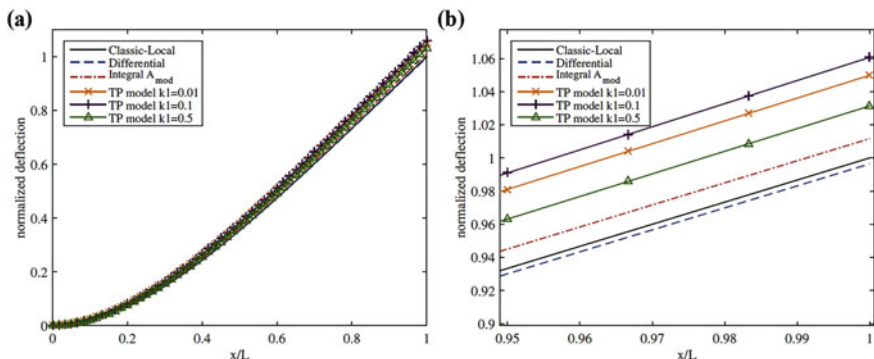 (a)
normalized deflection
1
0.8
0.6
0.4
0.2
0
Classic-Local
Differential
Integral A_mod
TP model k1=0.01
TP model k1=0.1
TP model k1=0.5
0 0.2 0.4 0.6 0.8 1
x/L
(b)
normalized deflection
1.06
1.04
1.02
1
0.98
0.96
0.94
0.92
0.9
Classic-Local
Differential
Integral A_mod
TP model k1=0.01
TP model k1=0.1
TP model k1=0.5
0.95 0.96 0.97 0.98 0.99 1
x/L